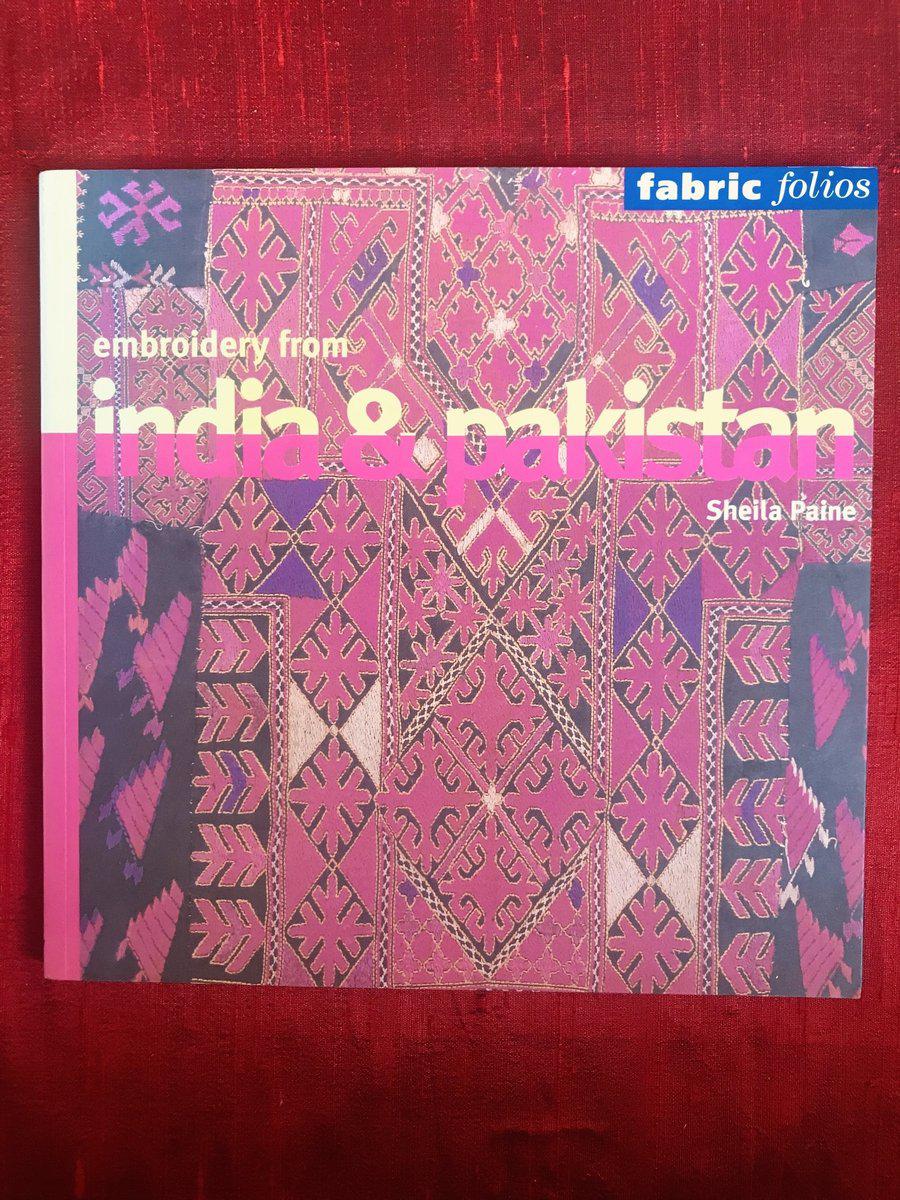 fabric folios
embroidery from
india & pakistan
Sheila Paine